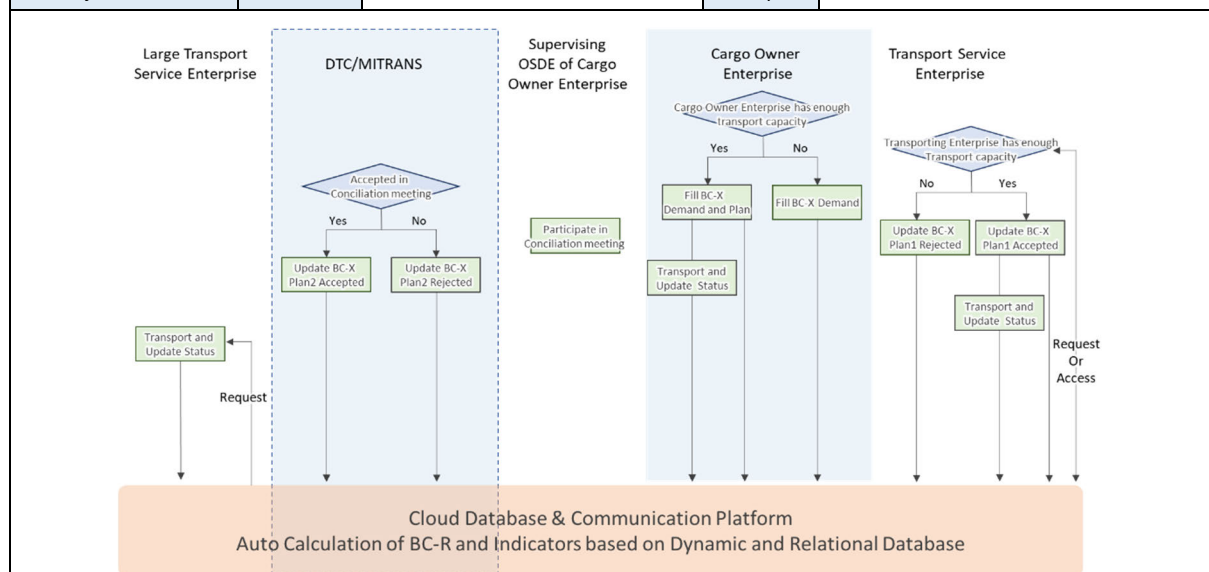 Large Transport
Service Enterprise
DTC/MITRANS
Supervising
OSDE of Cargo
Owner Enterprise
Cargo Owner
Enterprise
Transport Service
Enterprise
Cargo Owner Enterprise has enough
transport capacity
Yes
No
Fill BC-X
Demand and Plan
Fill BC-X Demand
Transport and
Update Status
Transporting Enterprise has enough
Transport capacity
No
Yes
Update BC-X
Plan1 Rejected
Update BC-X
Plan1 Accepted
Transport and
Update Status
Request
Or
Access
Accepted in
Conciliation meeting
Yes
No
Update BC-X
Plan2 Accepted
Update BC-X
Plan2 Rejected
Participate in
Conciliation meeting
Transport and
Update Status
Request
Cloud Database & Communication Platform
Auto Calculation of BC-R and Indicators based on Dynamic and Relational Database